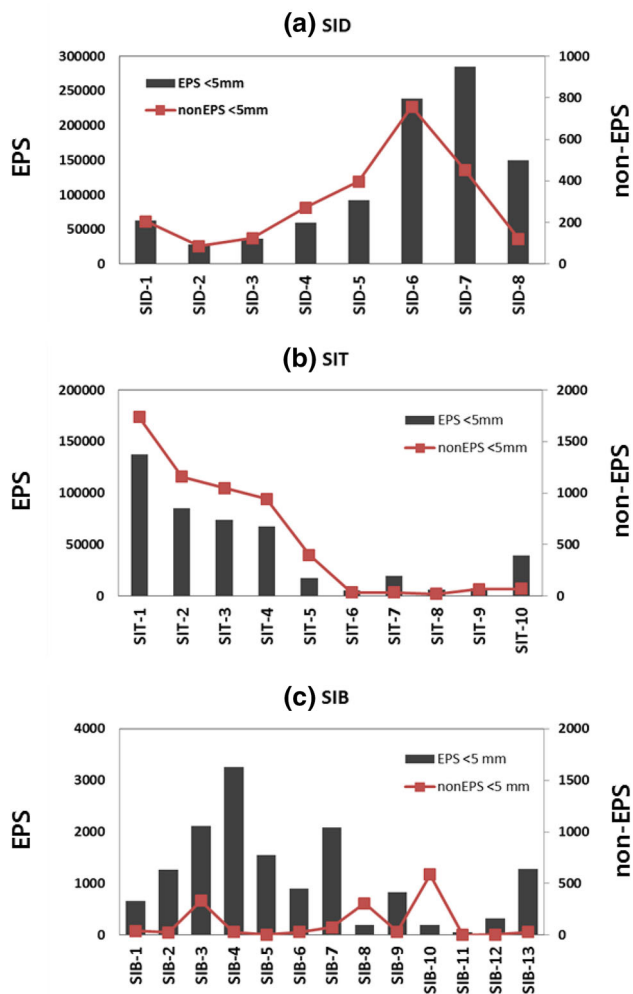 (a) SID
EPS
non-EPS
300000
250000
200000
150000
100000
50000
0
1000
800
600
400
200
0
EPS <5mm
nonEPS <5mm
SID-1
SID-2
SID-3
SID-4
SID-5
SID-6
SID-7
SID-8
(b) SIT
EPS
non-EPS
200000
150000
100000
50000
0
2000
1500
1000
500
0
EPS <5mm
nonEPS <5mm
SIT-1
SIT-2
SIT-3
SIT-4
SIT-5
SIT-6
SIT-7
SIT-8
SIT-9
SIT-10
(c) SIB
EPS
non-EPS
4000
3000
2000
1000
0
2000
1500
1000
500
0
EPS <5 mm
nonEPS <5 mm
SIB-1
SIB-2
SIB-3
SIB-4
SIB-5
SIB-6
SIB-7
SIB-8
SIB-9
SIB-10
SIB-11
SIB-12
SIB-13